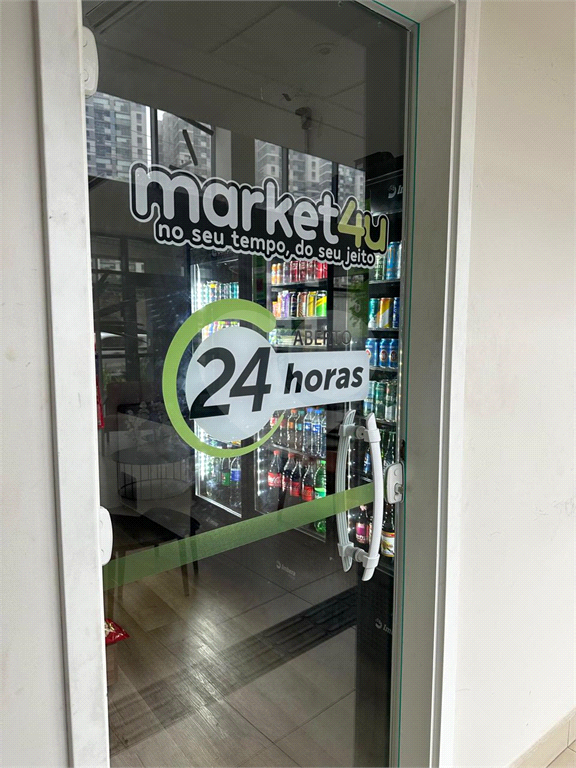 market4u
no seu tempo, do seu jeito
ABERTO
24 horas